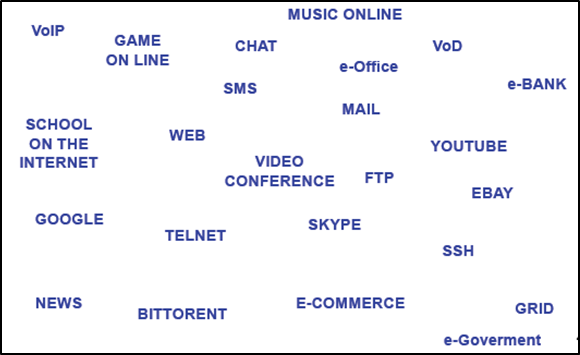 MUSIC ONLINE
VoIP
GAME
ON LINE
CHAT
VoD
e-Office
SMS
e-BANK
MAIL
SCHOOL
ON THE
INTERNET
WEB
YOUTUBE
VIDEO
CONFERENCE
FTP
EBAY
GOOGLE
SKYPE
TELNET
SSH
NEWS
BITTORENT
E-COMMERCE
GRID
e-Goverment